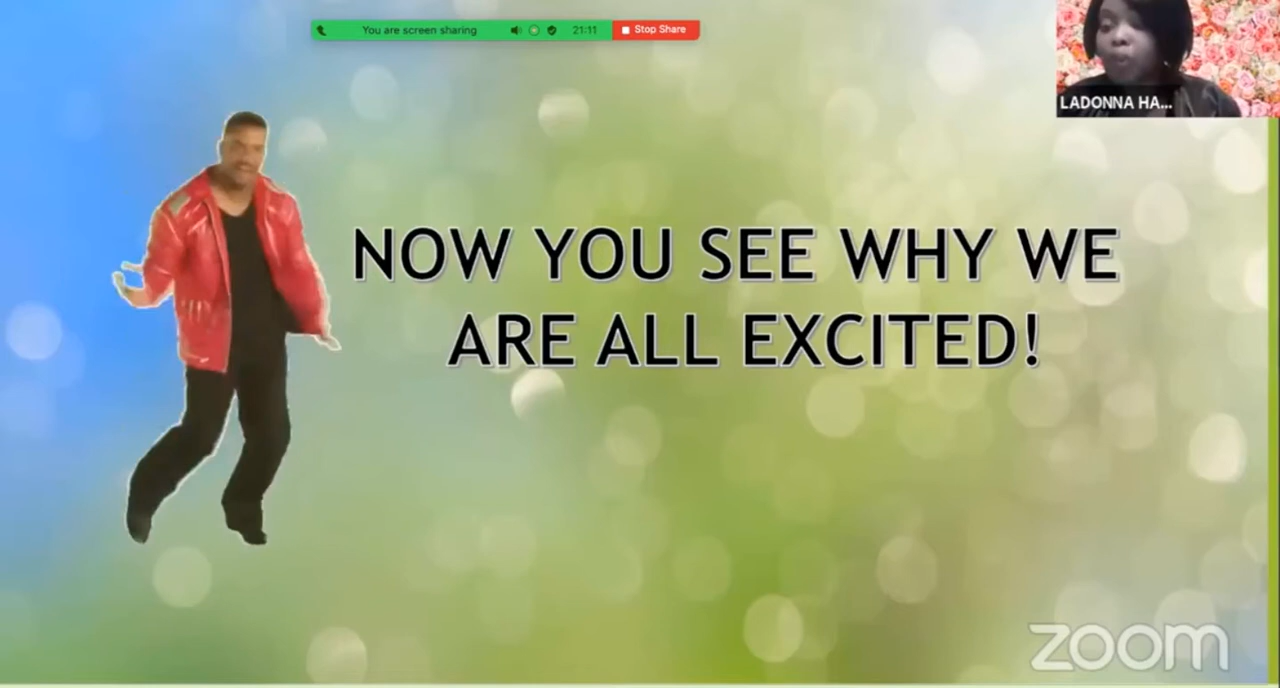 You are screen sharing 21:11 Stop Share
LADONNA HA...
NOW YOU SEE WHY WE
ARE ALL EXCITED!
zoom